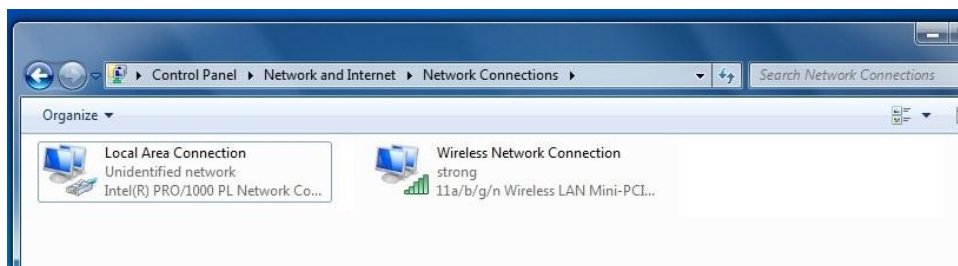 Control Panel Network and Internet Network Connections Search Network Connections
Organize
Local Area Connection
Unidentified network
Intel(R) PRO/1000 PL Network Co...
Wireless Network Connection
strong
11a/b/g/n Wireless LAN Mini-PCI...